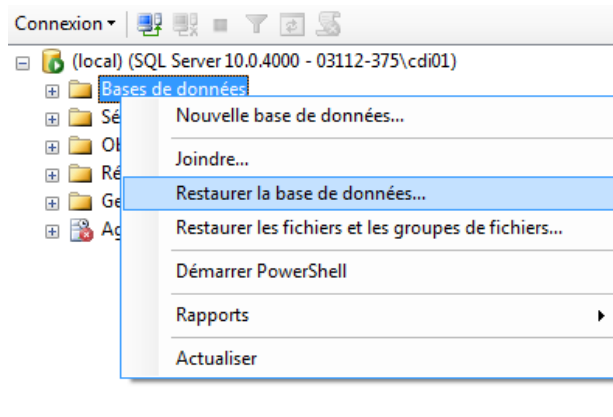 Connexion
(local) (SQL Server 10.0.4000 - 03112-375\cdi01)
Bases de données
Nouvelle base de données...
Joindre...
Restaurer la base de données...
Restaurer les fichiers et les groupes de fichiers...
Démarrer PowerShell
Rapports
Actualiser